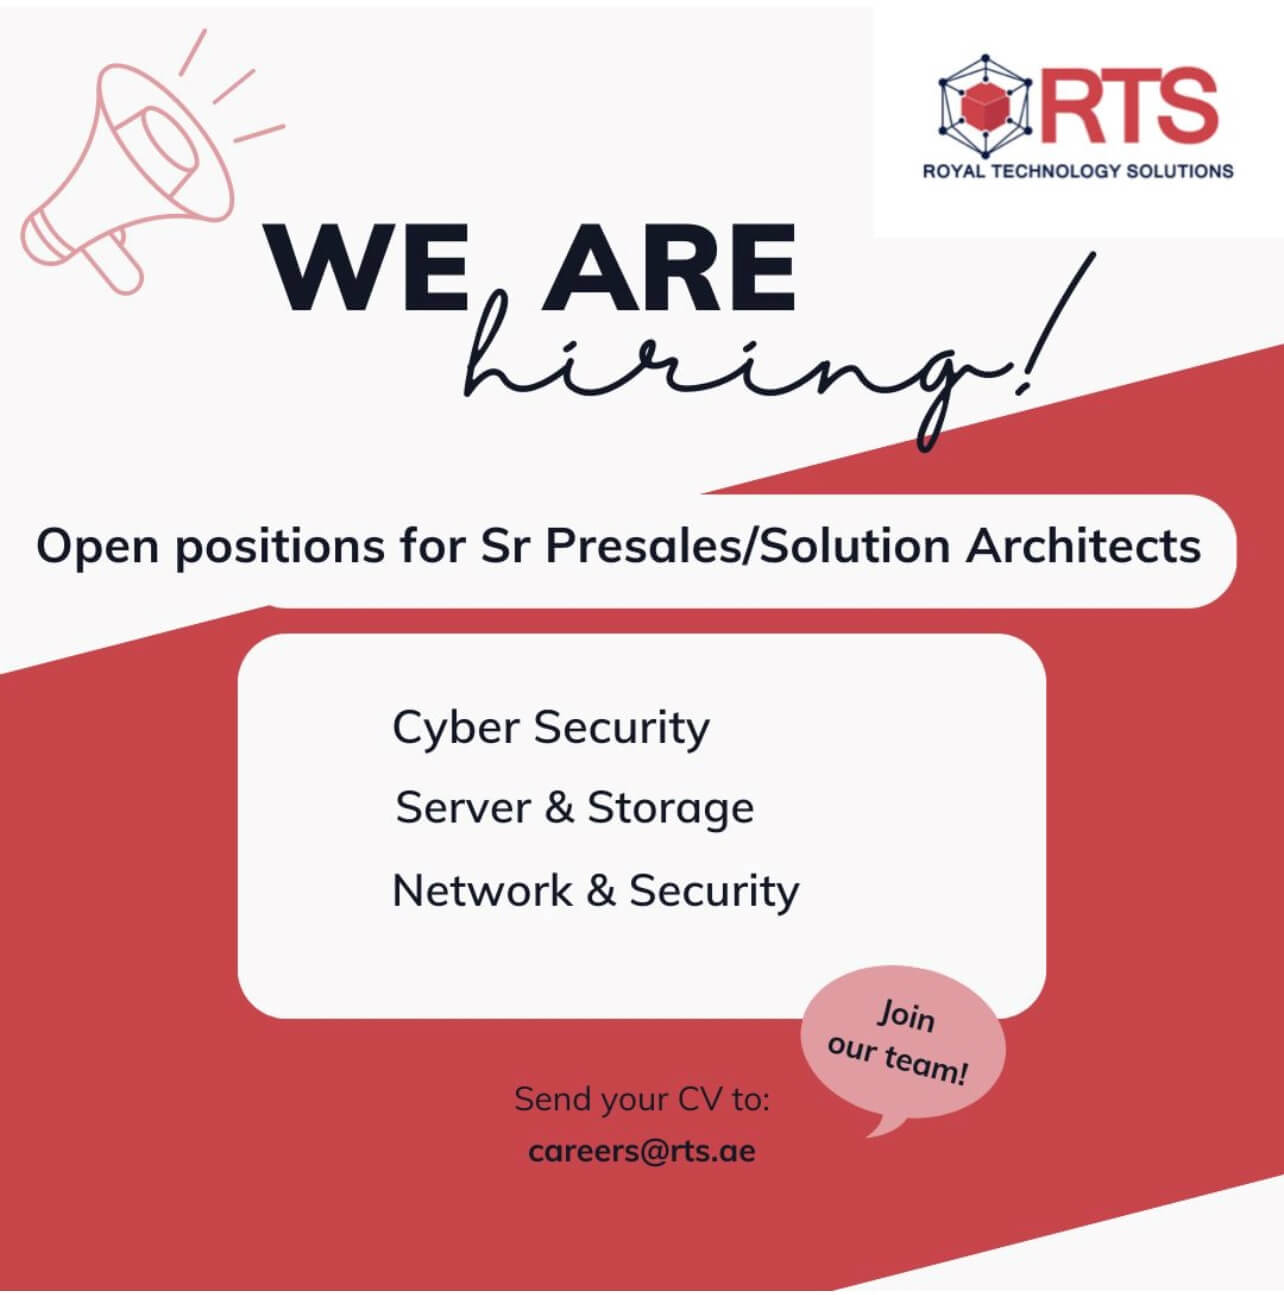 RTS
ROYAL TECHNOLOGY SOLUTIONS
WE ARE
hiring!
Open positions for Sr Presales/Solution Architects
Cyber Security
Server & Storage
Network & Security
Join
our team!
Send your CV to:
careers@rts.ae